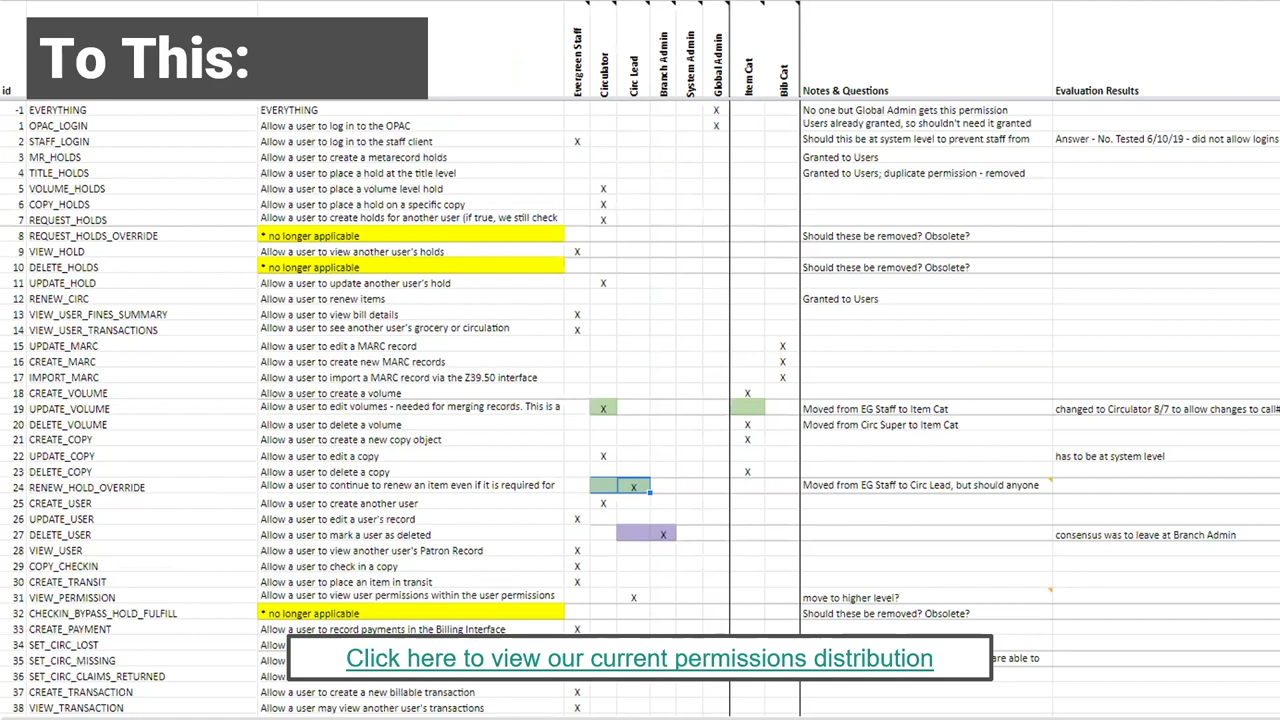 To This:
id Evergreen Staff Circulator Circ Lead Branch Admin System Admin Global Admin Item Cat Bib Cat Notes & Questions Evaluation Results
-1 EVERYTHING EVERYTHING X No one but Global Admin gets this permission
1 OPAC_LOGIN Allow a user to log in to the OPAC X Users already granted, so shouldn't need it granted
2 STAFF_LOGIN Allow a user to log in to the staff client X Should this be at system level to prevent staff from Answer - No. Tested 6/10/19 - did not allow logins
3 MR_HOLDS Allow a user to create a metarecord holds Granted to Users
4 TITLE_HOLDS Allow a user to place a hold at the title level Granted to Users; duplicate permission - removed
5 VOLUME_HOLDS Allow a user to place a volume level hold X
6 COPY_HOLDS Allow a user to place a hold on a specific copy X
7 REQUEST_HOLDS Allow a user to create holds for another user (if true, we still check X
8 REQUEST_HOLDS_OVERRIDE * no longer applicable Should these be removed? Obsolete?
9 VIEW_HOLD Allow a user to view another user's holds X
10 DELETE_HOLDS * no longer applicable Should these be removed? Obsolete?
11 UPDATE_HOLD Allow a user to update another user's hold X
12 RENEW_CIRC Allow a user to renew items Granted to Users
13 VIEW_USER_FINES_SUMMARY Allow a user to view bill details X
14 VIEW_USER_TRANSACTIONS Allow a user to see another user's grocery or circulation X
15 UPDATE_MARC Allow a user to edit a MARC record X
16 CREATE_MARC Allow a user to create new MARC records X
17 IMPORT_MARC Allow a user to import a MARC record via the Z39.50 interface X
18 CREATE_VOLUME Allow a user to create a volume X
19 UPDATE_VOLUME Allow a user to edit volumes - needed for merging records. This is a X Moved from EG Staff to Item Cat changed to Circulator 8/7 to allow changes to call#
20 DELETE_VOLUME Allow a user to delete a volume X Moved from Circ Super to Item Cat
21 CREATE_COPY Allow a user to create a new copy object X
22 UPDATE_COPY Allow a user to edit a copy X has to be at system level
23 DELETE_COPY Allow a user to delete a copy X
24 RENEW_HOLD_OVERRIDE Allow a user to continue to renew an item even if it is required for X Moved from EG Staff to Circ Lead, but should anyone
25 CREATE_USER Allow a user to create another user X
26 UPDATE_USER Allow a user to edit a user's record X
27 DELETE_USER Allow a user to mark a user as deleted X consensus was to leave at Branch Admin
28 VIEW_USER Allow a user to view another user's Patron Record X
29 COPY_CHECKIN Allow a user to check in a copy X
30 CREATE_TRANSIT Allow a user to place an item in transit X
31 VIEW_PERMISSION Allow a user to view user permissions within the user permissions X move to higher level?
32 CHECKIN_BYPASS_HOLD_FULFILL * no longer applicable Should these be removed? Obsolete?
33 CREATE_PAYMENT Allow a user to record payments in the Billing Interface X
34 SET_CIRC_LOST
35 SET_CIRC_MISSING are able to
36 SET_CIRC_CLAIMS_RETURNED
Click here to view our current permissions distribution
37 CREATE_TRANSACTION Allow a user to create a new billable transaction X
38 VIEW_TRANSACTION Allow a user may view another user's transactions X